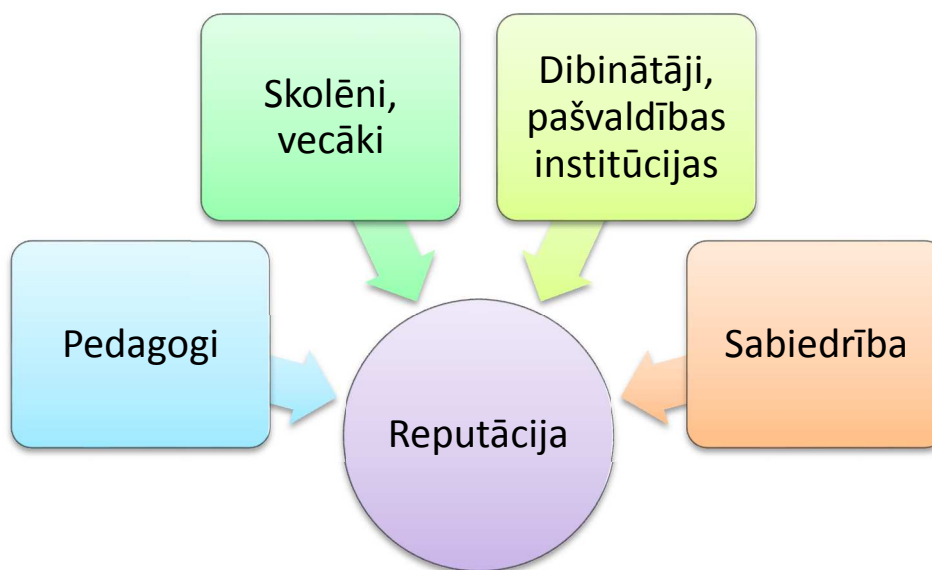 Skolēni,
vecāki
Dibinātāji,
pašvaldības
institūcijas
Pedagogi
Sabiedrība
Reputācija